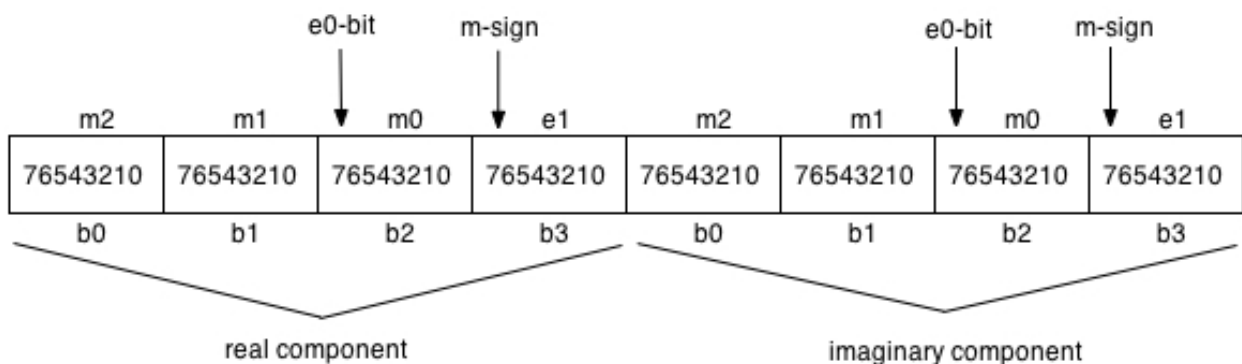 e0-bit m-sign e0-bit m-sign
m2 m1 m0 e1 m2 m1 m0 e1
76543210 76543210 76543210 76543210 76543210 76543210 76543210 76543210
b0 b1 b2 b3 b0 b1 b2 b3
real component imaginary component